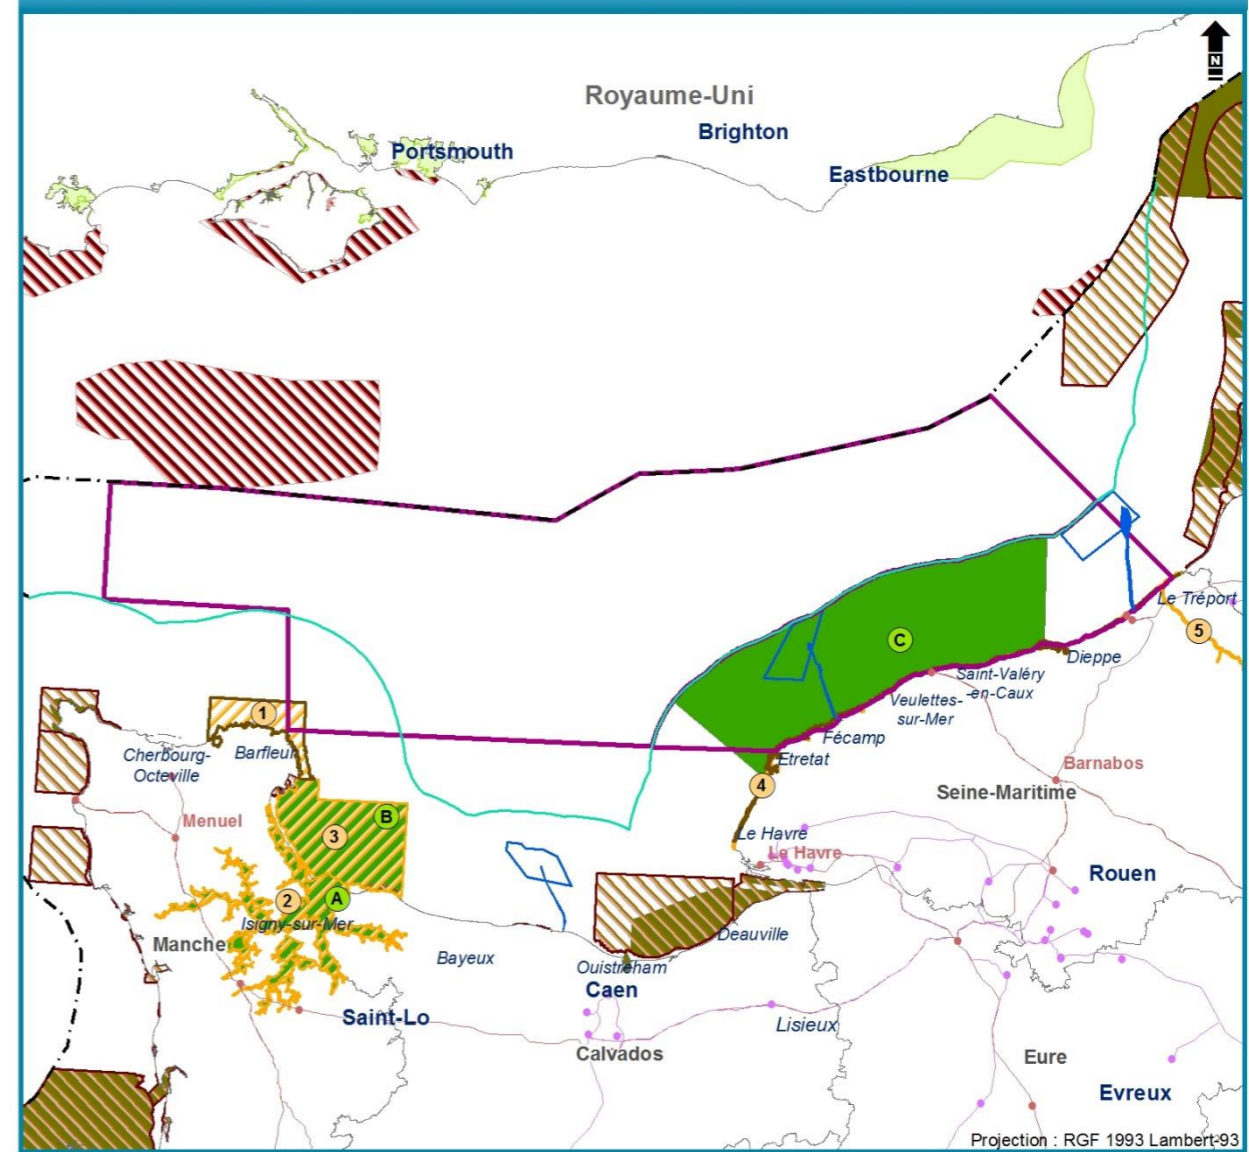 N
Royaume-Uni
Brighton
Portsmouth
Eastbourne
C
Le Tréport
5
Dieppe
Saint-Valéry
-en-Caux
Veulettes-
sur-Mer
1
Fécamp
Cherbourg-
Octeville
Barfleur
Etretat
Barnabos
4
Seine-Maritime
B
Menuel
3
Le Havre
Le Havre
Rouen
2
A
Isigny-sur-Mer
Manche
Deauville
Bayeux
Ouistreham
Caen
Saint-Lo
Lisieux
Calvados
Eure
Evreux
Projection : RGF 1993 Lambert-93